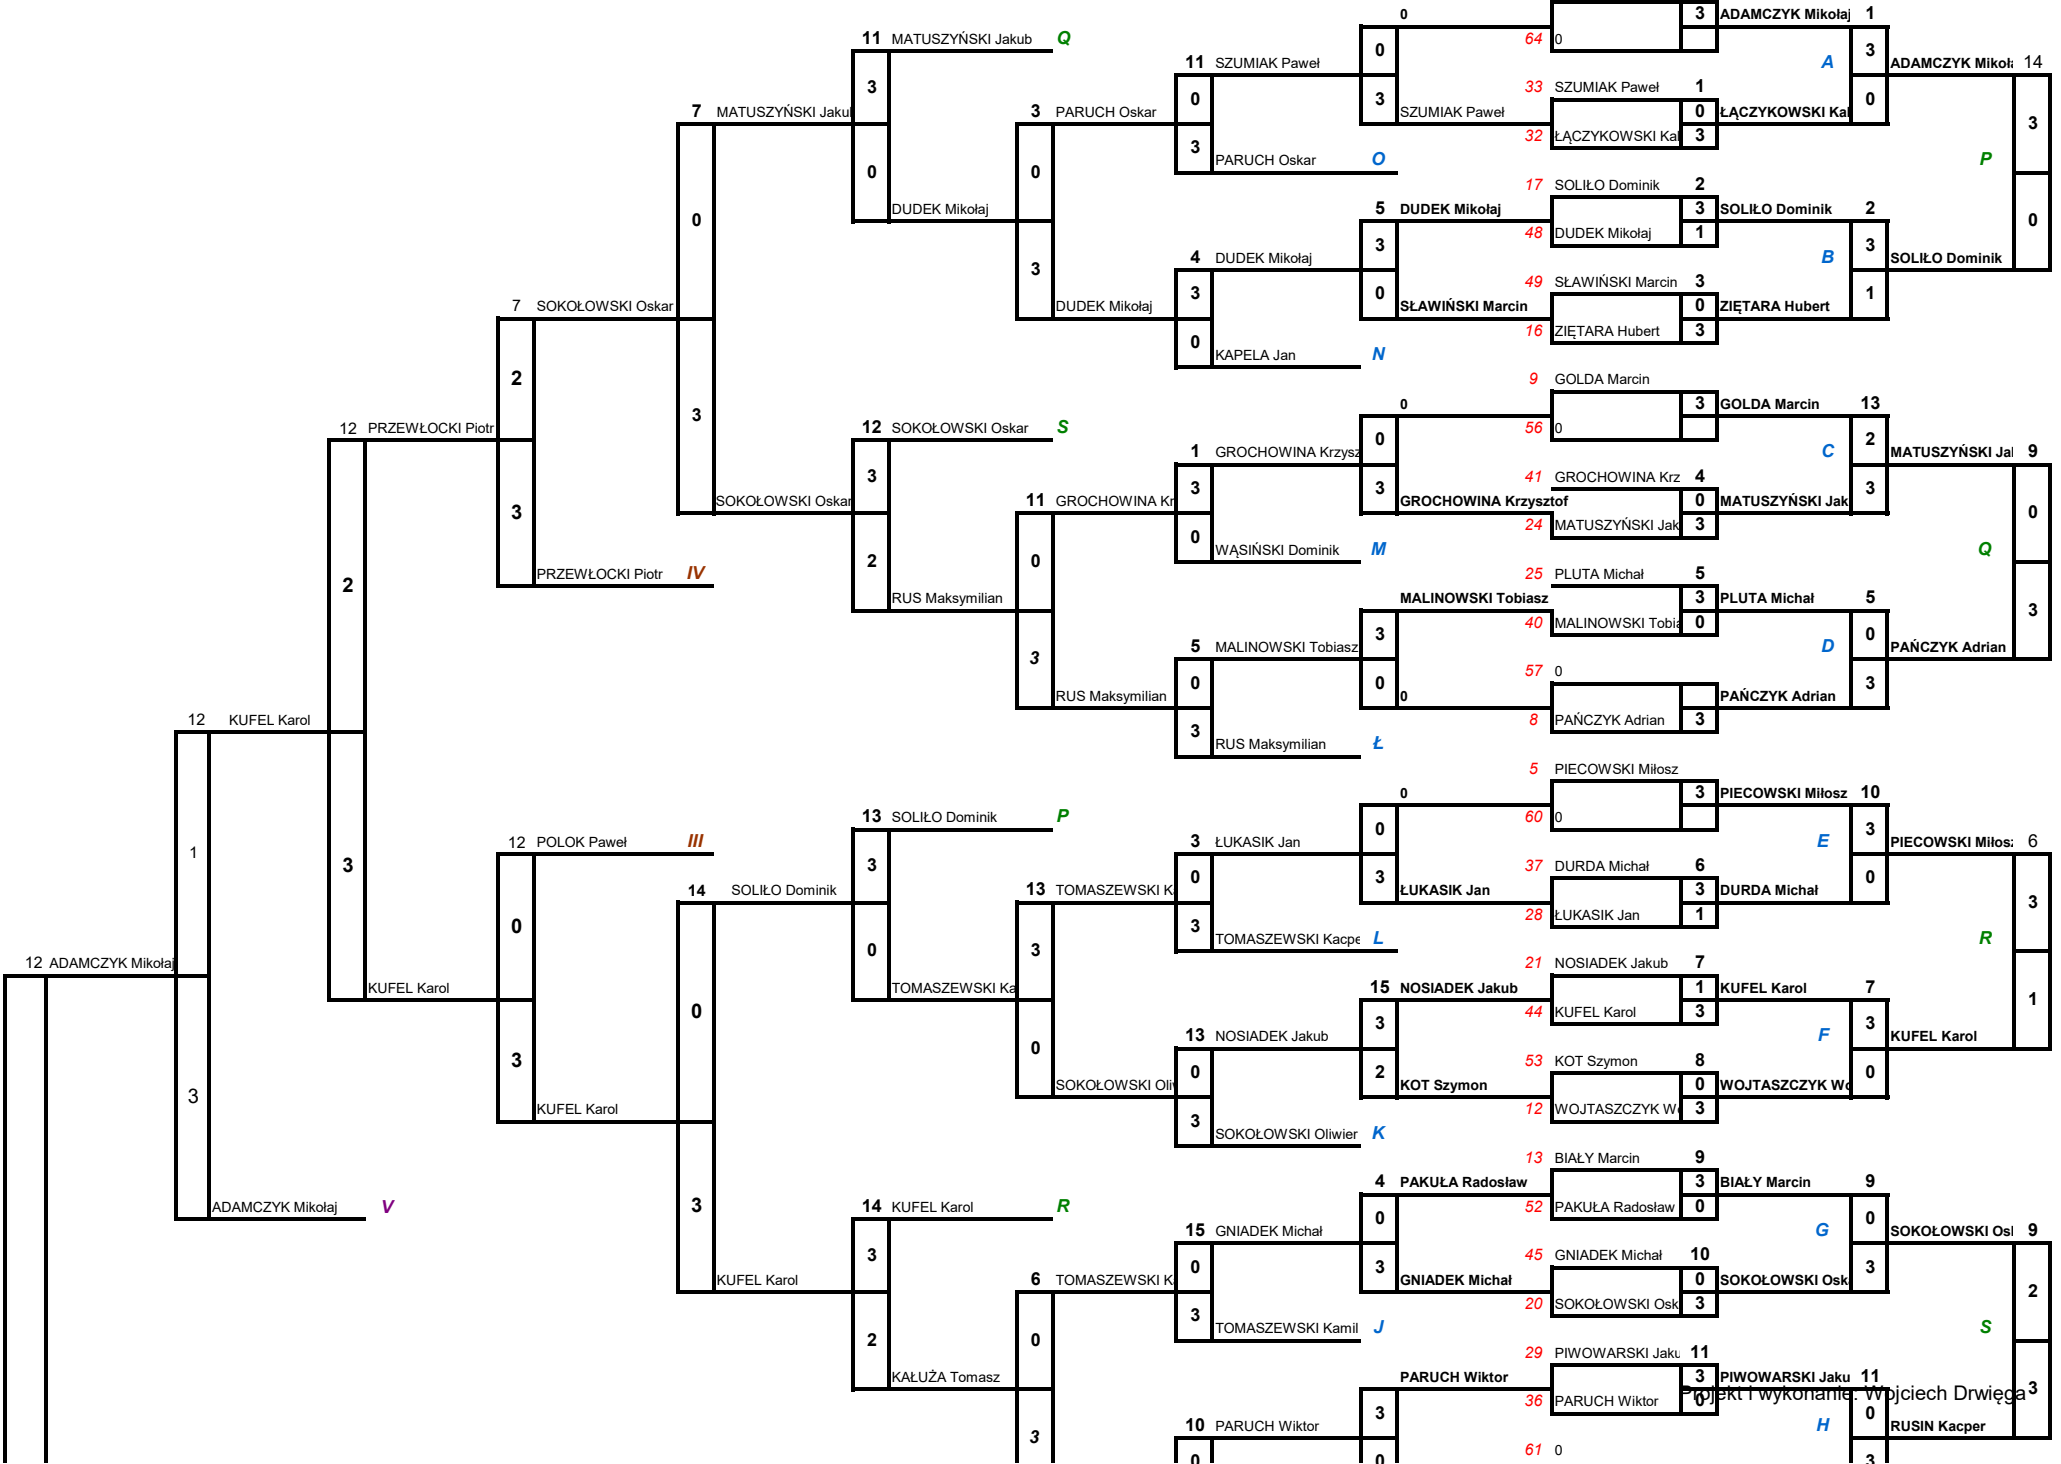 0
3 ADAMCZYK Mikołaj 1
11 MATUSZYŃSKI Jakub Q
64 0
0 3
11 SZUMIAK Paweł A ADAMCZYK Mikoła 14
3 33 SZUMIAK Paweł 1
0 3 0
7 MATUSZYŃSKI Jakul 3 PARUCH Oskar SZUMIAK Paweł 0 ŁĄCZYKOWSKI Kal
3
32 ŁĄCZYKOWSKI Kal 3
3
PARUCH Oskar O P
0 0
17 SOLIŁO Dominik 2
DUDEK Mikołaj 5 DUDEK Mikołaj 3 SOLIŁO Dominik 2
0 0
48 DUDEK Mikołaj 1
3 3
4 DUDEK Mikołaj B SOLIŁO Dominik
3
49 SŁAWIŃSKI Marcin 3
3 0 1
7 SOKOŁOWSKI Oskar DUDEK Mikołaj SŁAWIŃSKI Marcin 0 ZIĘTARA Hubert
16 ZIĘTARA Hubert 3
0
KAPELA Jan N
2 9 GOLDA Marcin
0 3 GOLDA Marcin 13
3
12 PRZEWŁOCKI Piotr 12 SOKOŁOWSKI Oskar S 56 0
0 2
1 GROCHOWINA Krzysz C MATUSZYŃSKI Jal 9
3 41 GROCHOWINA Krz 4
3 3 3
SOKOŁOWSKI Oskar 11 GROCHOWINA Kr GROCHOWINA Krzysztof 0 MATUSZYŃSKI Jak
3 0
24 MATUSZYŃSKI Jak 3
0
WĄSIŃSKI Dominik M Q
2 0
PRZEWŁOCKI Piotr IV 25 PLUTA Michał 5
2
RUS Maksymilian MALINOWSKI Tobiasz 3 PLUTA Michał 5
3
40 MALINOWSKI Tobia 0
3 0
5 MALINOWSKI Tobiasz D PAŃCZYK Adrian
3
57 0
0 0 3
RUS Maksymilian 0 PAŃCZYK Adrian
12 KUFEL Karol 8 PAŃCZYK Adrian 3
3
RUS Maksymilian Ł
5 PIECOWSKI Miłosz
0 3 PIECOWSKI Miłosz 10
13 SOLIŁO Dominik P 60 0
0 3
12 POLOK Paweł III 3 ŁUKASIK Jan E PIECOWSKI Miłosz 6
1
3 3 37 DURDA Michał 6
0 3 0
14 SOLIŁO Dominik 13 TOMASZEWSKI K ŁUKASIK Jan 3 DURDA Michał
3
28 ŁUKASIK Jan 1
0 3
TOMASZEWSKI Kacpe L R
0 3
12 ADAMCZYK Mikołaj 21 NOSIADEK Jakub 7
KUFEL Karol TOMASZEWSKI Ka 15 NOSIADEK Jakub 1 KUFEL Karol 7
1
0 44 KUFEL Karol 3
3 3
13 NOSIADEK Jakub F KUFEL Karol
0
3 53 KOT Szymon 8
0 2 0
SOKOŁOWSKI Oliv KOT Szymon 0 WOJTASZCZYK Wo
3
KUFEL Karol 12 WOJTASZCZYK W 3
3
SOKOŁOWSKI Oliwier K
13 BIAŁY Marcin 9
4 PAKUŁA Radosław 3 BIAŁY Marcin 9
ADAMCZYK Mikołaj V 3 14 KUFEL Karol R 52 PAKUŁA Radosław 0
0 0
15 GNIADEK Michał G SOKOŁOWSKI Osl 9
3 45 GNIADEK Michał 10
0 3 3
KUFEL Karol 6 TOMASZEWSKI K GNIADEK Michał 0 SOKOŁOWSKI Osk
2
20 SOKOŁOWSKI Osk 3
3
TOMASZEWSKI Kamil J S
2 0
29 PIWOWARSKI Jaku 11
KAŁUŻA Tomasz PARUCH Wiktor 3 PIWOWARSKI Jaku 11
3
Projekt i wykonanie: Wojciech Drwięga
36 PARUCH Wiktor 0
3 0
10 PARUCH Wiktor H RUSIN Kacper
3
61 0
0 0 3